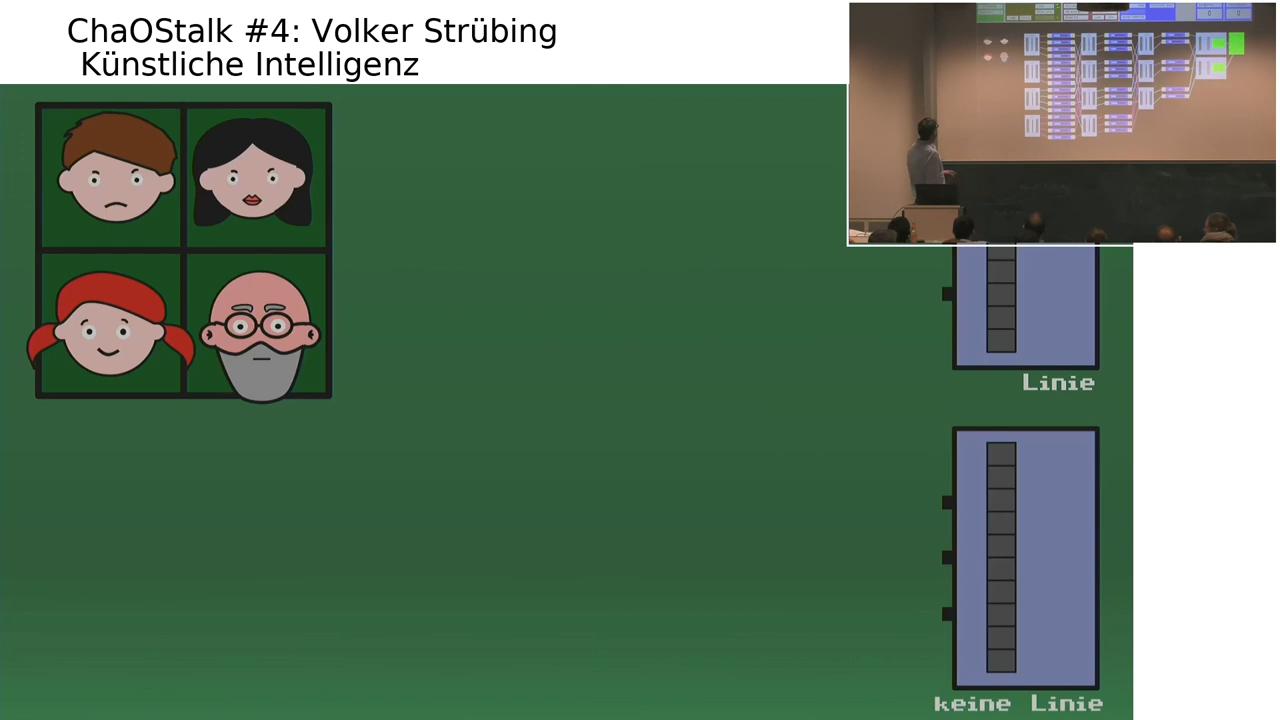 ChaOStalk #4: Volker Strübing
Künstliche Intelligenz
Linie
keine Linie